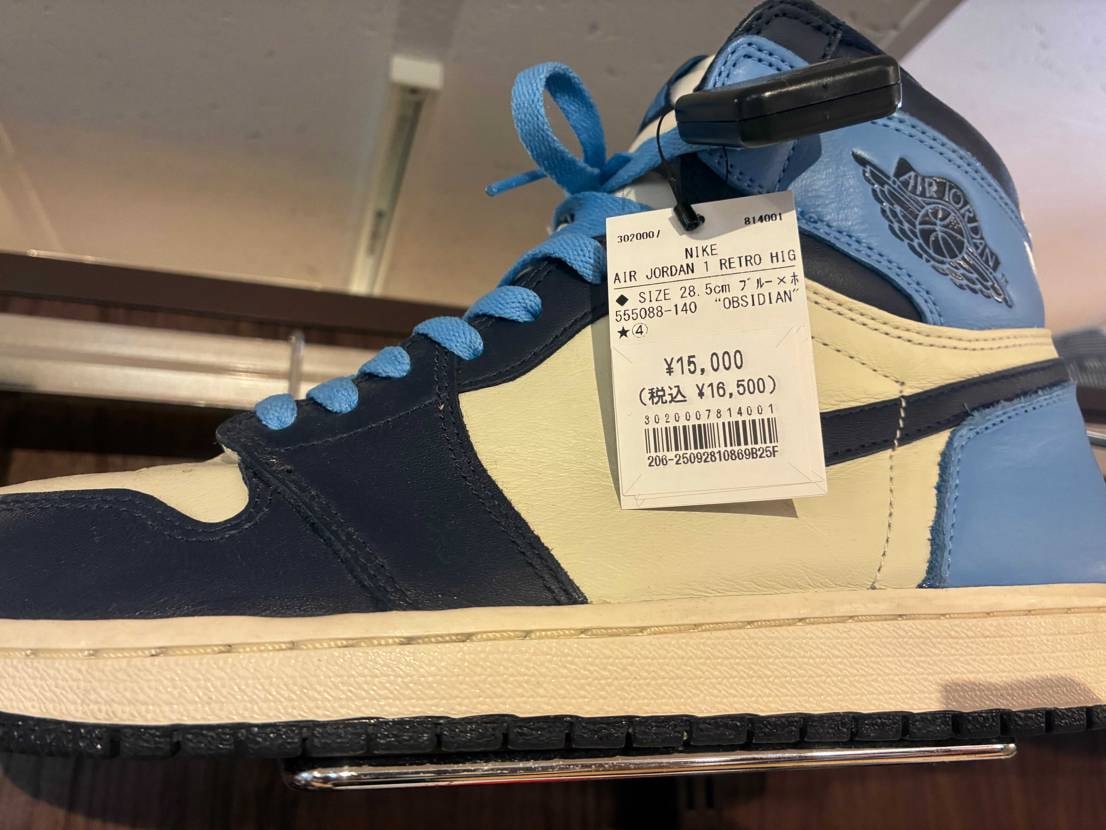 AIR JORDAN
3020007 814001
NIKE
AIR JORDAN 1 RETRO HIG
◆ SIZE 28.5cm ブルー×ホ
555088-140 "OBSIDIAN"
★④
¥15,000
(税込 ¥16,500)
3020007814001
206-25092810869B25F